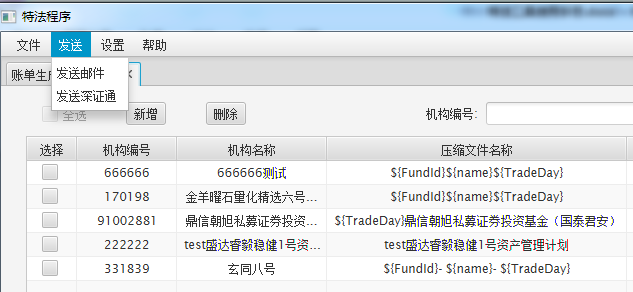 特法程序
文件 发送 设置 帮助
账单生
发送邮件
发送深证通
全选 新增 删除 机构编号:
选择 机构编号 机构名称 压缩文件名称
666666 666666测试 ${FundId}${name}${TradeDay}
170198 金羊曜石量化精选六号... ${FundId}${name}${TradeDay}
91002881 鼎信朝旭私募证券投资... ${TradeDay}鼎信朝旭私募证券投资基金（国泰君安）
222222 test盛达睿毅稳健1号资... test盛达睿毅稳健1号资产管理计划
331839 玄同八号 ${FundId}- ${name}- ${TradeDay}